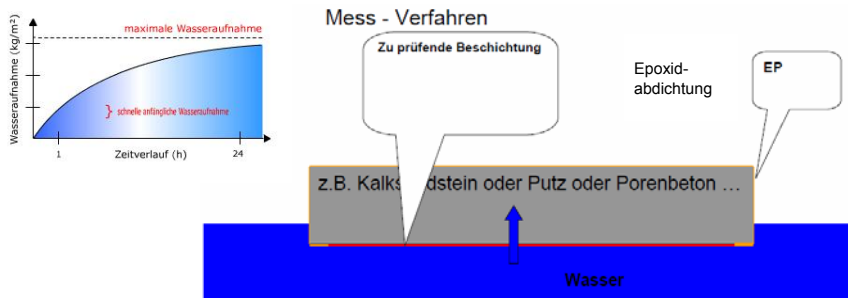 Wasseraufnahme (kg/m²)
maximale Wasseraufnahme
} schnelle anfängliche Wasseraufnahme
1
24
Zeitverlauf (h)
Mess - Verfahren
Zu prüfende Beschichtung
Epoxid-
abdichtung
EP
z.B. Kalks dstein oder Putz oder Porenbeton ...
Wasser